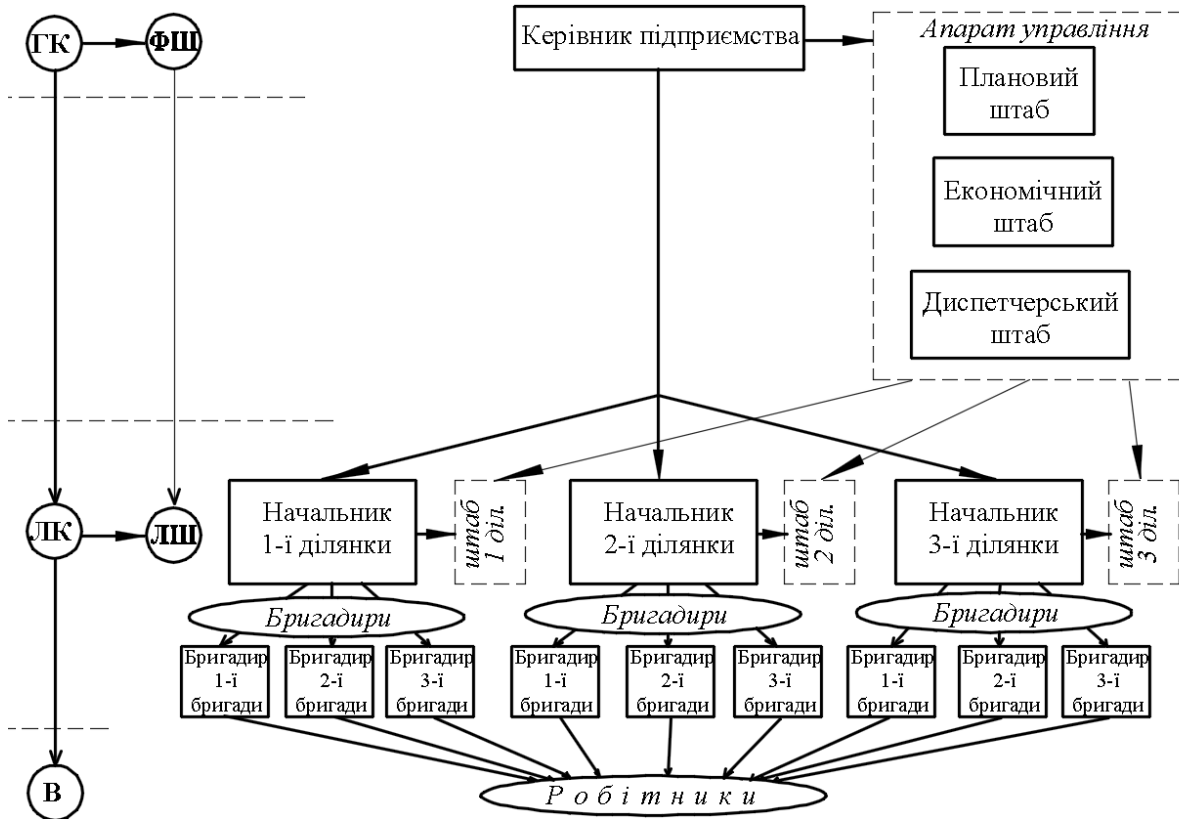 ГК
ФШ
Керівник підприємства
Апарат управління
Плановий
штаб
Економічний
штаб
Диспетчерський
штаб
ЛК
ЛШ
Начальник
1-ї ділянки
штаб
1 діл.
Начальник
2-ї ділянки
штаб
2 діл.
Начальник
3-ї ділянки
штаб
3 діл.
Бригадири
Бригадири
Бригадири
Бригадир
1-ї
бригади
Бригадир
2-ї
бригади
Бригадир
3-ї
бригади
Бригадир
1-ї
бригади
Бригадир
2-ї
бригади
Бригадир
3-ї
бригади
Бригадир
1-ї
бригади
Бригадир
2-ї
бригади
Бригадир
3-ї
бригади
В
Робітники